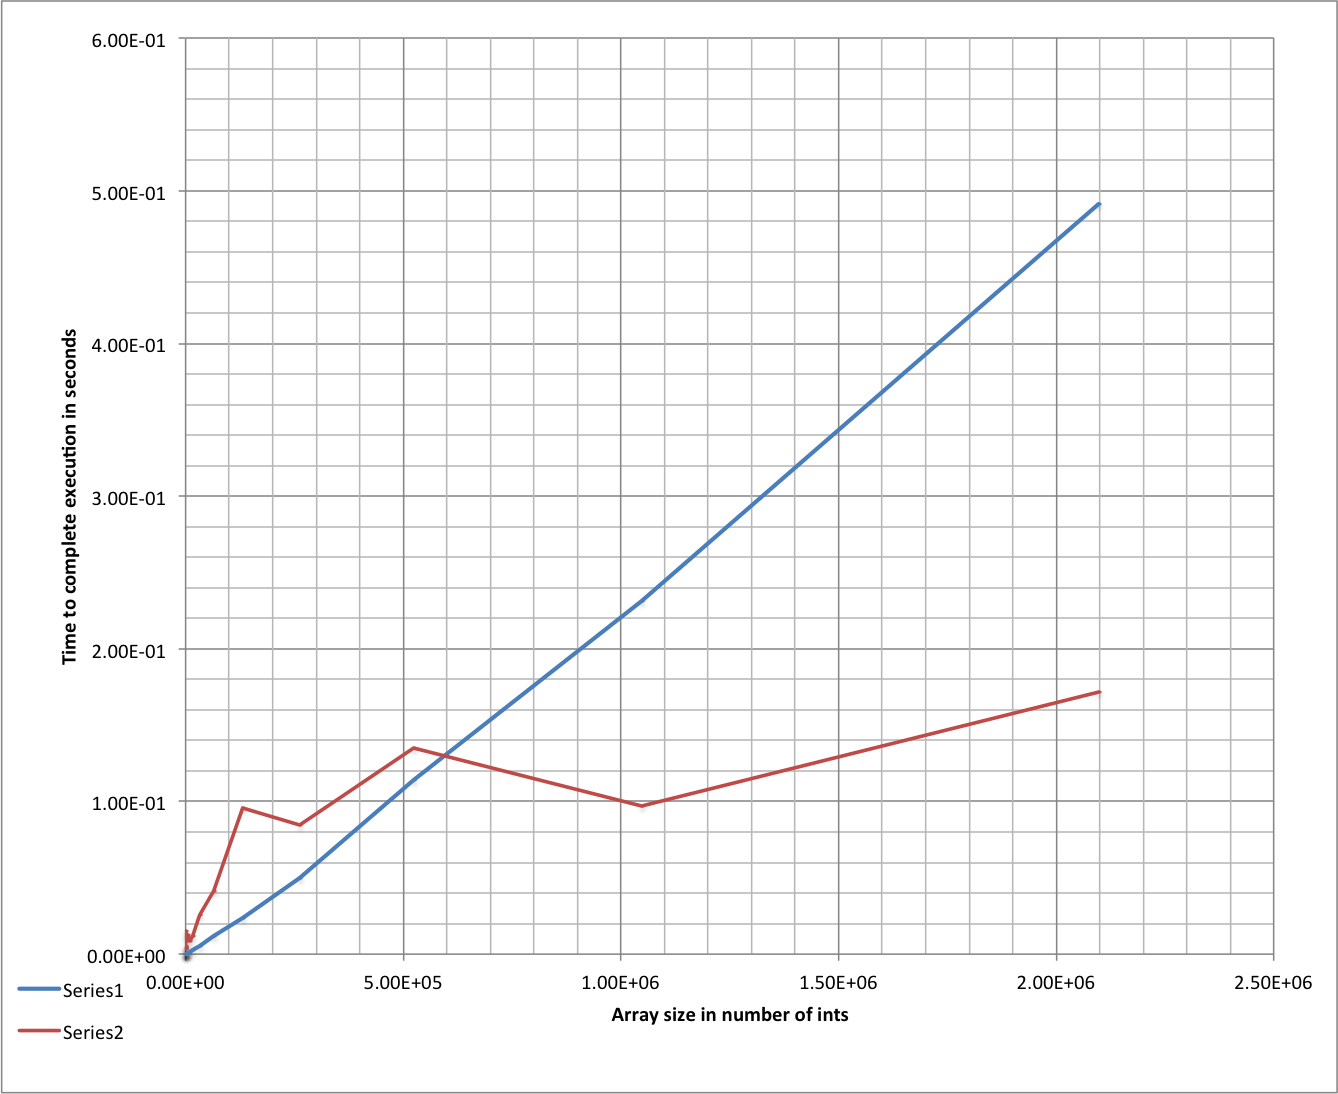 6.00E-01
5.00E-01
4.00E-01
3.00E-01
2.00E-01
1.00E-01
0.00E+00
Time to complete execution in seconds
0.00E+00 5.00E+05 1.00E+06 1.50E+06 2.00E+06 2.50E+06
Array size in number of ints
Series1
Series2